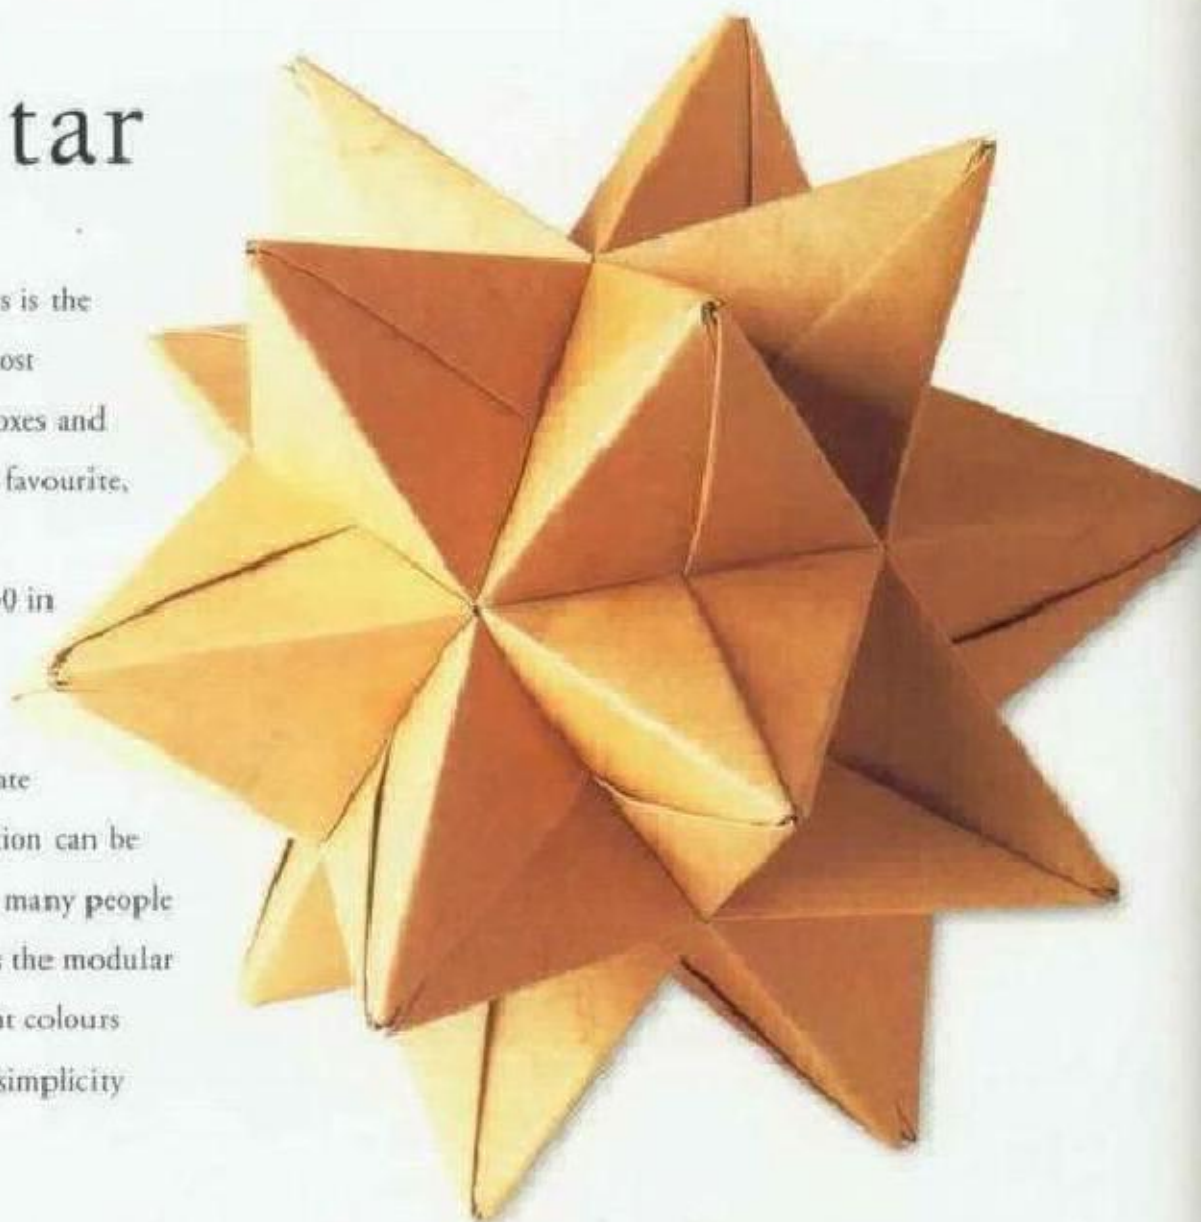 tar
s is the
ost
oxes and
favourite,
0 in
ate
tion can be
many people
s the modular
nt colours
simplicity